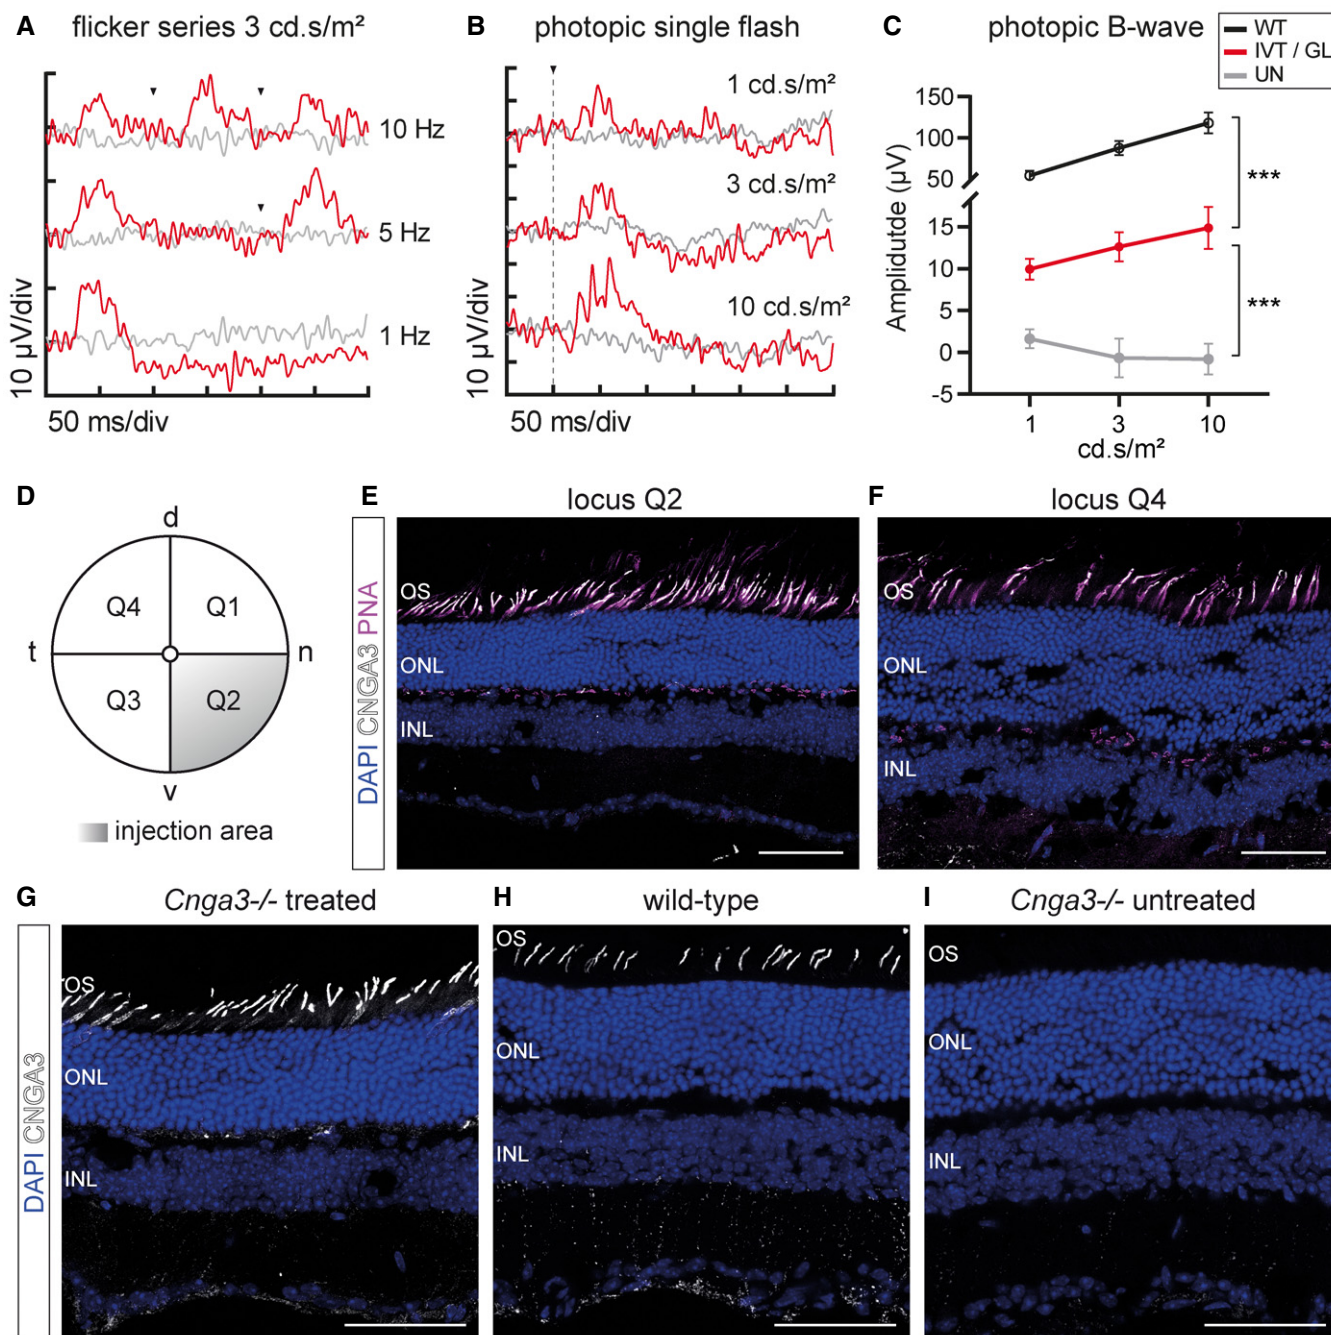 A flicker series 3 cd.s/m²
10 Hz
5 Hz
1 Hz
10 µV/div
50 ms/div
B photopic single flash
1 cd.s/m²
3 cd.s/m²
10 cd.s/m²
10 µV/div
50 ms/div
C photopic B-wave
WT
IVT / GL
UN
150
100
50
15
10
5
0
-5
Amplidutde (µV)
***
***
1 3 10
cd.s/m²
D
d
Q4 Q1
t n
Q3 Q2
v
injection area
E locus Q2
DAPI CNGA3 PNA
OS
ONL
INL
F locus Q4
OS
ONL
INL
G Cnga3-/- treated
DAPI CNGA3
OS
ONL
INL
H wild-type
OS
ONL
INL
I Cnga3-/- untreated
OS
ONL
INL